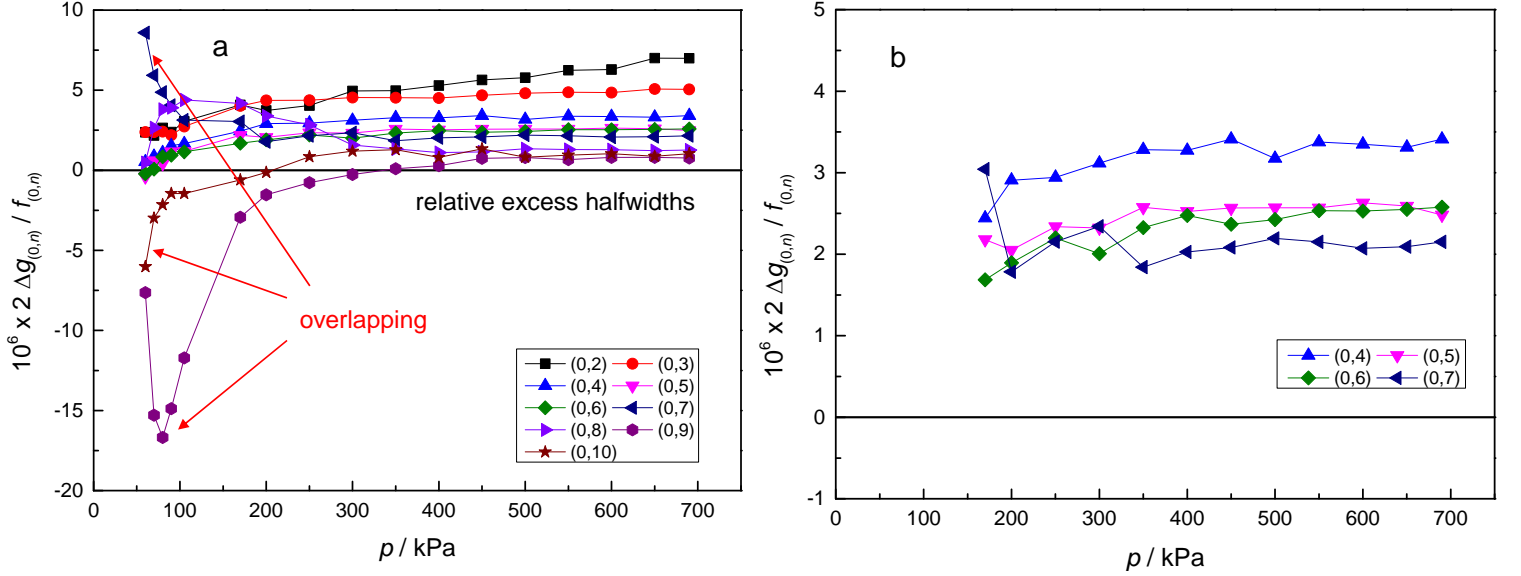 a
10⁶ x 2 Δg(0,n) / f(0,n)
10
5
0
-5
-10
-15
-20
relative excess halfwidths
overlapping
(0,2) (0,3)
(0,4) (0,5)
(0,6) (0,7)
(0,8) (0,9)
(0,10)
0 100 200 300 400 500 600 700
p / kPa
b
10⁶ x 2 Δg(0,n) / f(0,n)
5
4
3
2
1
0
-1
(0,4) (0,5)
(0,6) (0,7)
0 100 200 300 400 500 600 700
p / kPa